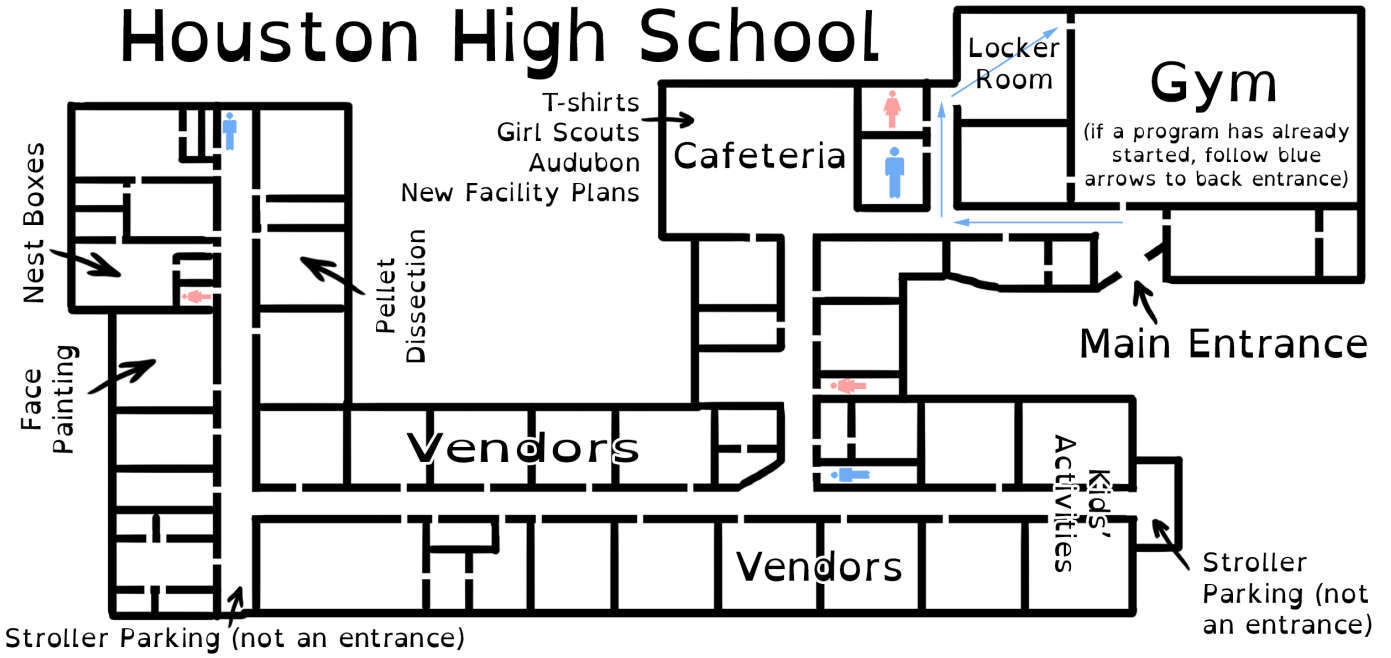 Houston High School
Locker
Room
Gym
(if a program has already
started, follow blue
arrows to back entrance)
T-shirts
Girl Scouts
Audubon
New Facility Plans
Cafeteria
Nest Boxes
Pellet
Dissection
Main Entrance
Face
Painting
Vendors
Kids'
Activities
Vendors
Stroller
Parking (not
an entrance)
Stroller Parking (not an entrance)